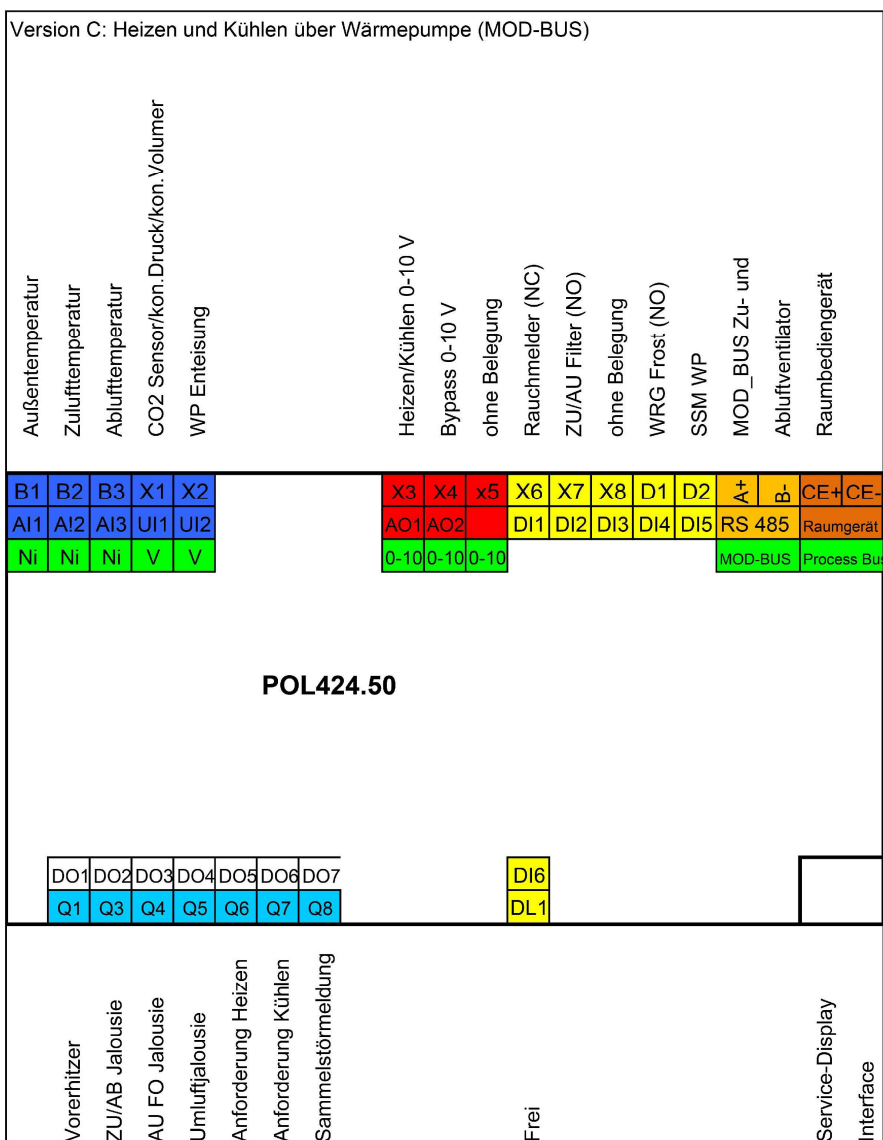 Version C: Heizen und Kühlen über Wärmepumpe (MOD-BUS)
Außentemperatur
Zulufttemperatur
Ablufttemperatur
CO2 Sensor/kon.Druck/kon.Volumer
WP Enteisung
Heizen/Kühlen 0-10 V
Bypass 0-10 V
ohne Belegung
Rauchmelder (NC)
ZU/AU Filter (NO)
ohne Belegung
WRG Frost (NO)
SSM WP
MOD_BUS Zu- und
Abluftventilator
Raumbediengerät
B1 B2 B3 X1 X2 X3 X4 x5 X6 X7 X8 D1 D2 A+ B- CE+ CE-
AI1 A!2 AI3 UI1 UI2 AO1 AO2 DI1 DI2 DI3 DI4 DI5 RS 485 Raumgerät
Ni Ni Ni V V 0-10 0-10 0-10 MOD-BUS Process Bus
POL424.50
DO1 DO2 DO3 DO4 DO5 DO6 DO7 DI6
Q1 Q3 Q4 Q5 Q6 Q7 Q8 DL1
Vorerhitzer
ZU/AB Jalousie
AU FO Jalousie
Umluftjalousie
Anforderung Heizen
Anforderung Kühlen
Sammelstörmeldung
Frei
Service-Display
Interface